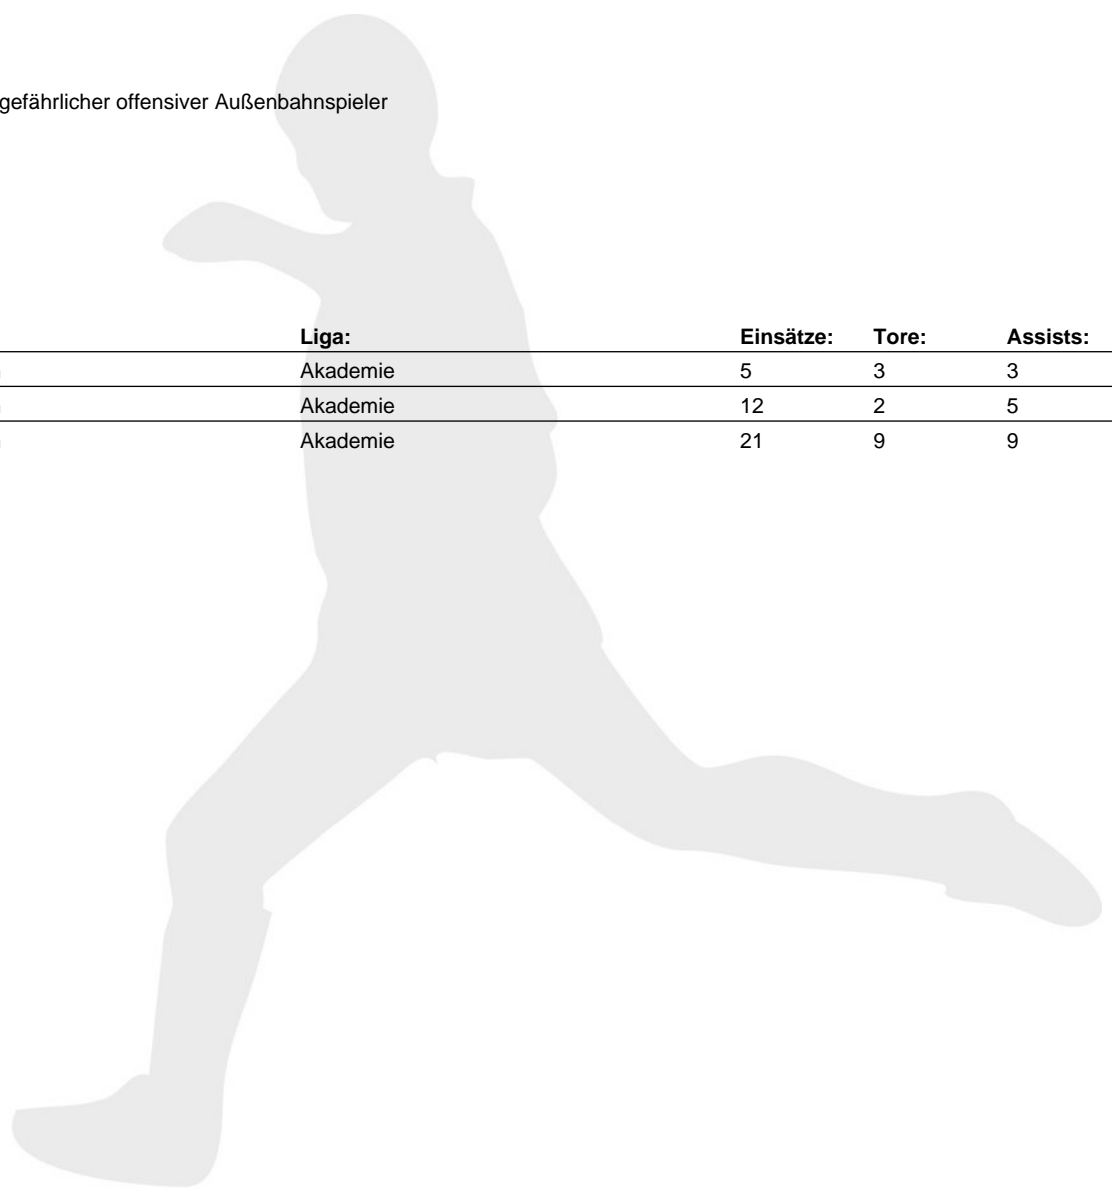 gefährlicher offensiver Außenbahnspieler
Liga: Einsätze: Tore: Assists:
Akademie 5 3 3
Akademie 12 2 5
Akademie 21 9 9